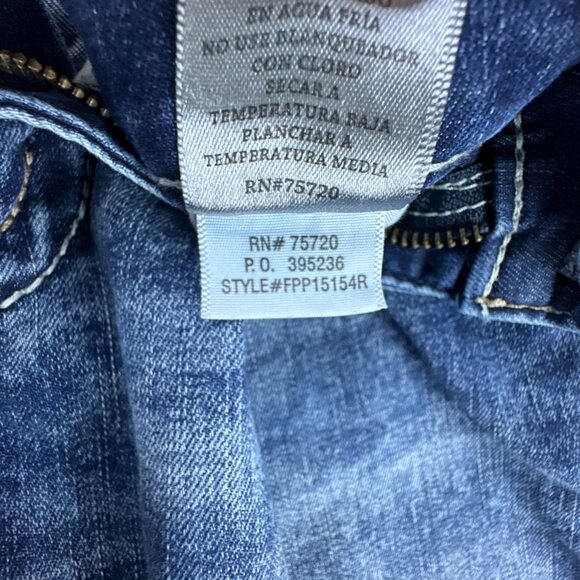 EN AGUA FRIA
NO USE BLANQUEADOR
CON CLORO
SECAR A
TEMPERATURA BAJA
PLANCHAR A
TEMPERATURA MEDIA
RN#75720
RN# 75720
P.O. 395236
STYLE#FPP15154R